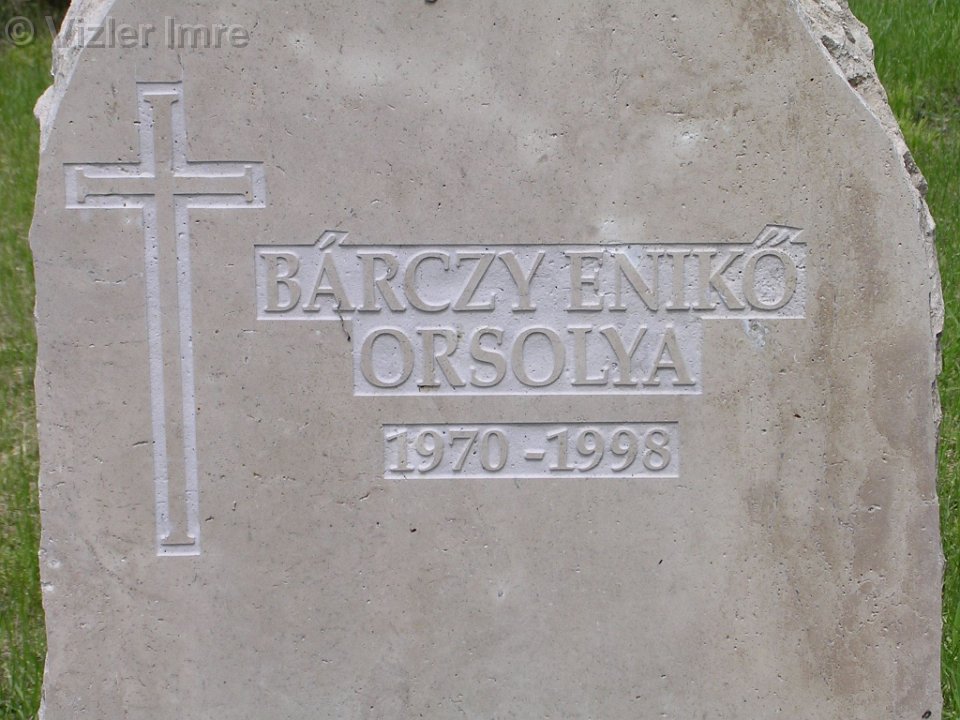 © Vizler Imre
BÁRCZY ENIKŐ
ORSOLYA
1970 -1998